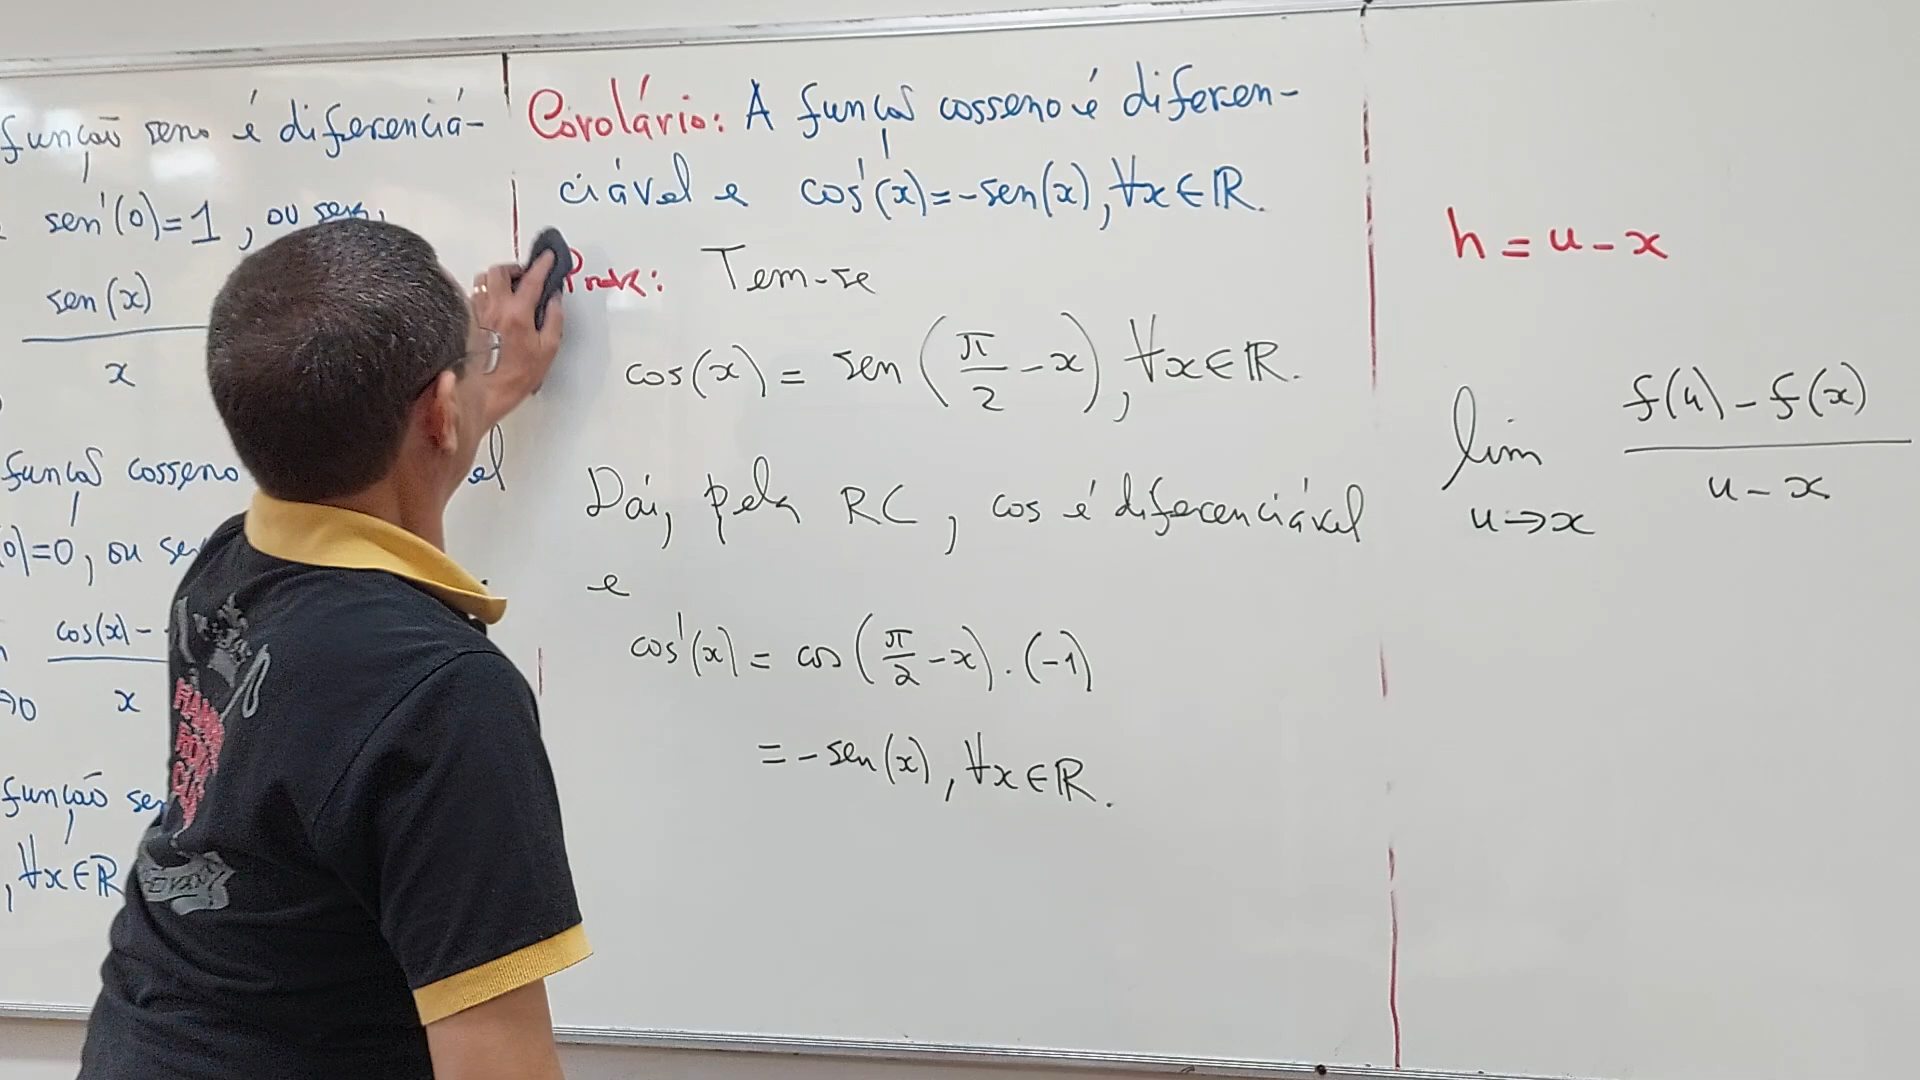 função seno é diferenciá-
sen'(0)=1, ou seja,
sen(x)
x
função cosseno
0)=0, ou
cos(x)-
x
função
, ∀x∈ℝ
Corolário: A função cosseno é diferen-
ciável e cos'(x)=-sen(x), ∀x∈ℝ.
Prova: Tem-se
cos(x) = sen(π/2 - x), ∀x∈ℝ.
Daí, pela RC, cos é diferenciável
e
cos'(x) = cos(π/2 - x).(-1)
= -sen(x), ∀x∈ℝ.
h = u - x
lim u→x (f(u) - f(x))/(u - x)